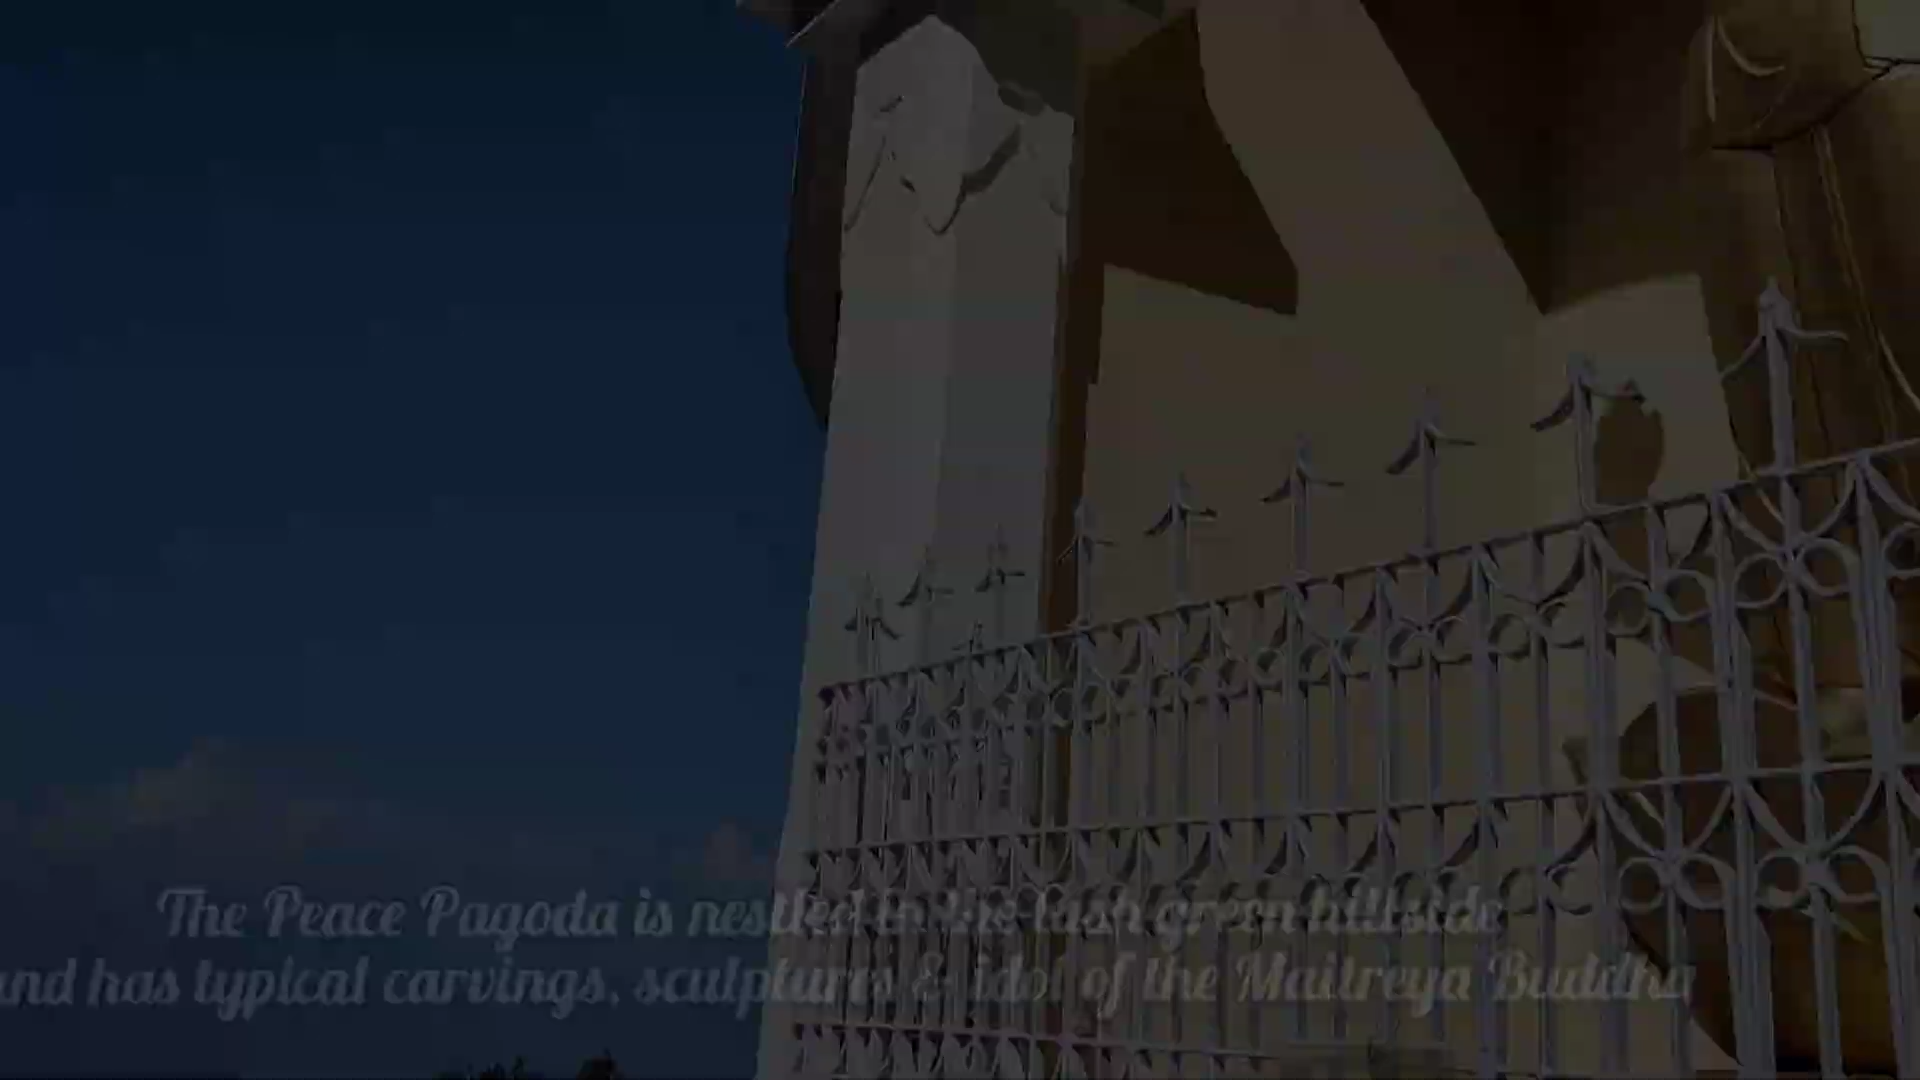 The Peace Pagoda is nestled in the lush green hillside
and has typical carvings, sculptures & idol of the Maitreya Buddha